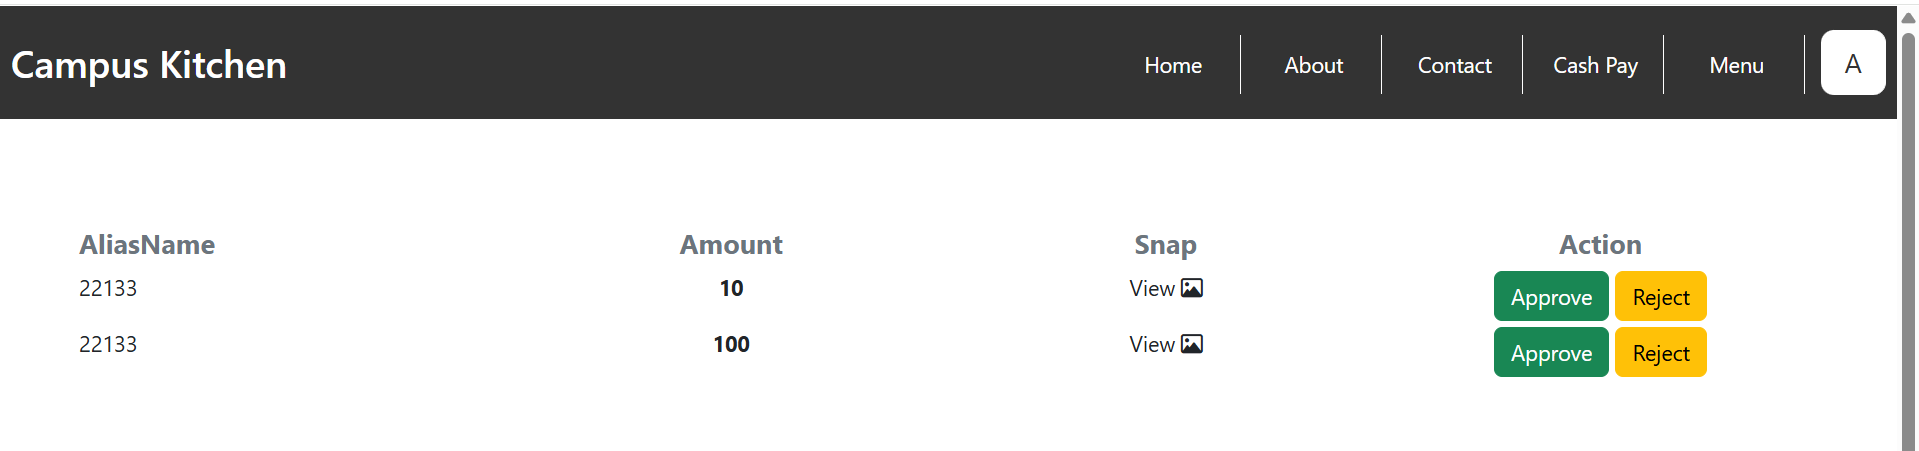 Campus Kitchen Home About Contact Cash Pay Menu A
AliasName Amount Snap Action
22133 10 View Approve Reject
22133 100 View Approve Reject